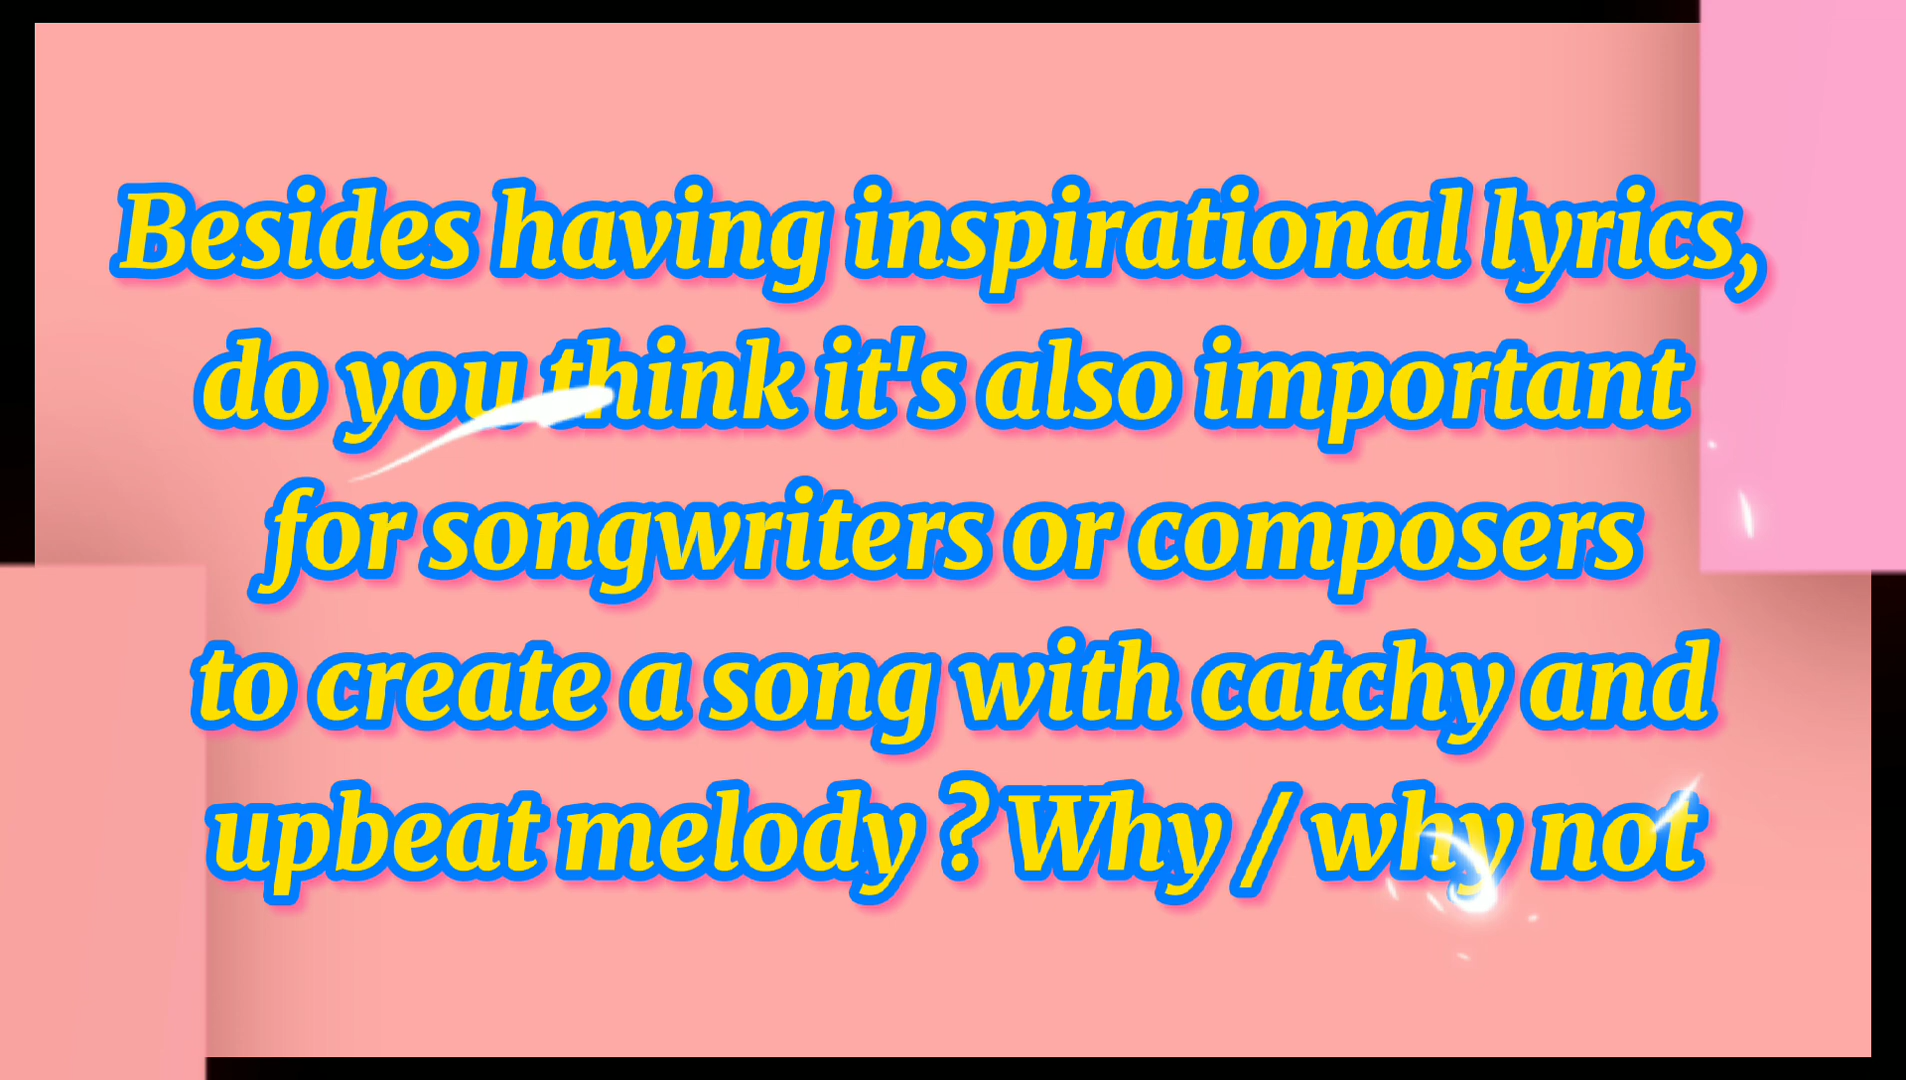 Besides having inspirational lyrics,
do you think it's also important
for songwriters or composers
to create a song with catchy and
upbeat melody ? Why / why not